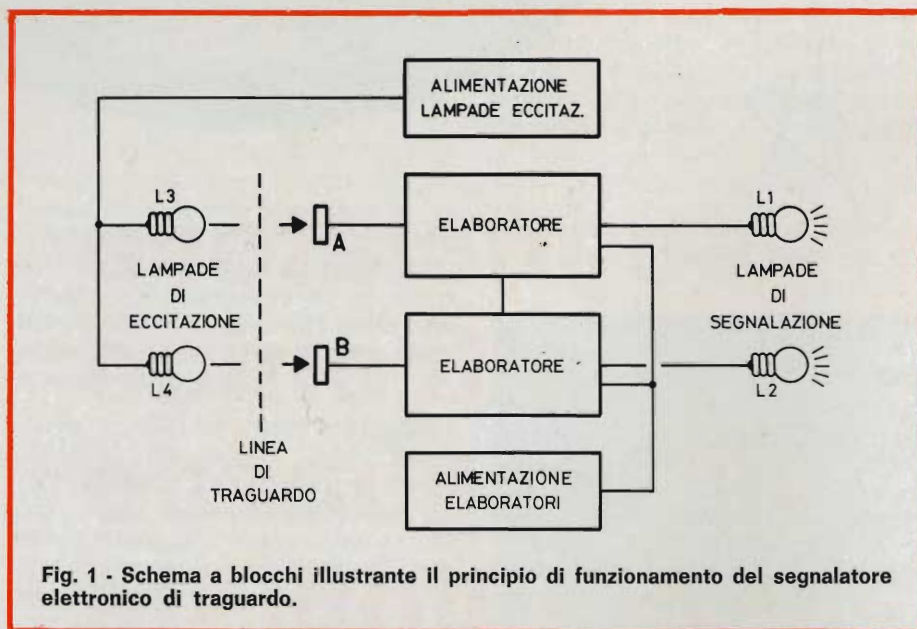 ALIMENTAZIONE
LAMPADE ECCITAZ.
L3
A
ELABORATORE
L1
LAMPADE
DI
ECCITAZIONE
LAMPADE
DI
SEGNALAZIONE
L4
B
ELABORATORE
L2
LINEA
DI
TRAGUARDO
ALIMENTAZIONE
ELABORATORI
Fig. 1 - Schema a blocchi illustrante il principio di funzionamento del segnalatore
elettronico di traguardo.